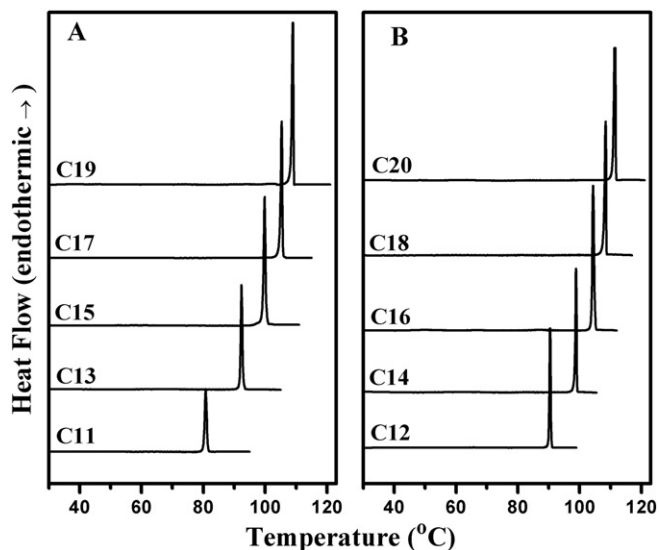 A
B
C19
C17
C15
C13
C11
C20
C18
C16
C14
C12
Heat Flow (endothermic →)
40 60 80 100 120 40 60 80 100 120
Temperature (°C)